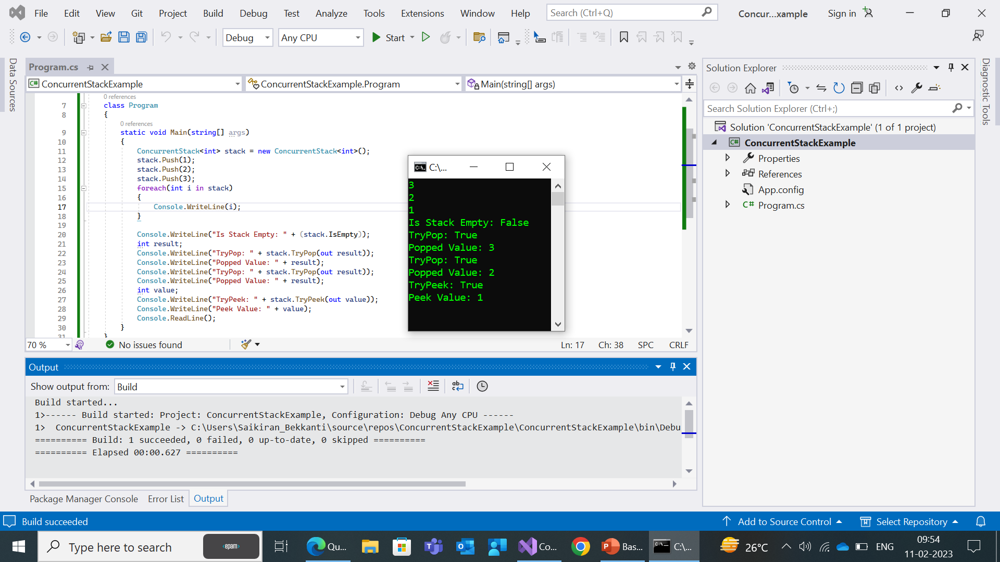 File Edit View Git Project Build Debug Test Analyze Tools Extensions Window Help Search (Ctrl+Q) Concur...xample Sign in
Debug Any CPU Start
Data Sources
Program.cs
ConcurrentStackExample ConcurrentStackExample.Program Main(string[] args)
0 references
7 class Program
8 {
0 references
9 static void Main(string[] args)
10 {
11 ConcurrentStack<int> stack = new ConcurrentStack<int>();
12 stack.Push(1);
13 stack.Push(2);
14 stack.Push(3);
15 foreach(int i in stack)
16 {
17 Console.WriteLine(i);
18 }
19
20 Console.WriteLine("Is Stack Empty: " + (stack.IsEmpty));
21 int result;
22 Console.WriteLine("TryPop: " + stack.TryPop(out result));
23 Console.WriteLine("Popped Value: " + result);
24 Console.WriteLine("TryPop: " + stack.TryPop(out result));
25 Console.WriteLine("Popped Value: " + result);
26 int value;
27 Console.WriteLine("TryPeek: " + stack.TryPeek(out value));
28 Console.WriteLine("Peek Value: " + value);
29 Console.ReadLine();
30 }
31 }
70 % No issues found Ln: 17 Ch: 38 SPC CRLF
C:\...
3
2
1
Is Stack Empty: False
TryPop: True
Popped Value: 3
TryPop: True
Popped Value: 2
TryPeek: True
Peek Value: 1
Solution Explorer
Search Solution Explorer (Ctrl+;)
Solution 'ConcurrentStackExample' (1 of 1 project)
C# ConcurrentStackExample
Properties
References
App.config
C# Program.cs
Diagnostic Tools
Output
Show output from: Build
Build started...
1>------ Build started: Project: ConcurrentStackExample, Configuration: Debug Any CPU ------
1> ConcurrentStackExample -> C:\Users\Saikiran_Bekkanti\source\repos\ConcurrentStackExample\ConcurrentStackExample\bin\Debu
========== Build: 1 succeeded, 0 failed, 0 up-to-date, 0 skipped ==========
========== Elapsed 00:00.627 ==========
Package Manager Console Error List Output
Build succeeded Add to Source Control Select Repository
Type here to search <epam> Qu... Co... Bas... C:\... 26°C ENG 09:54
11-02-2023